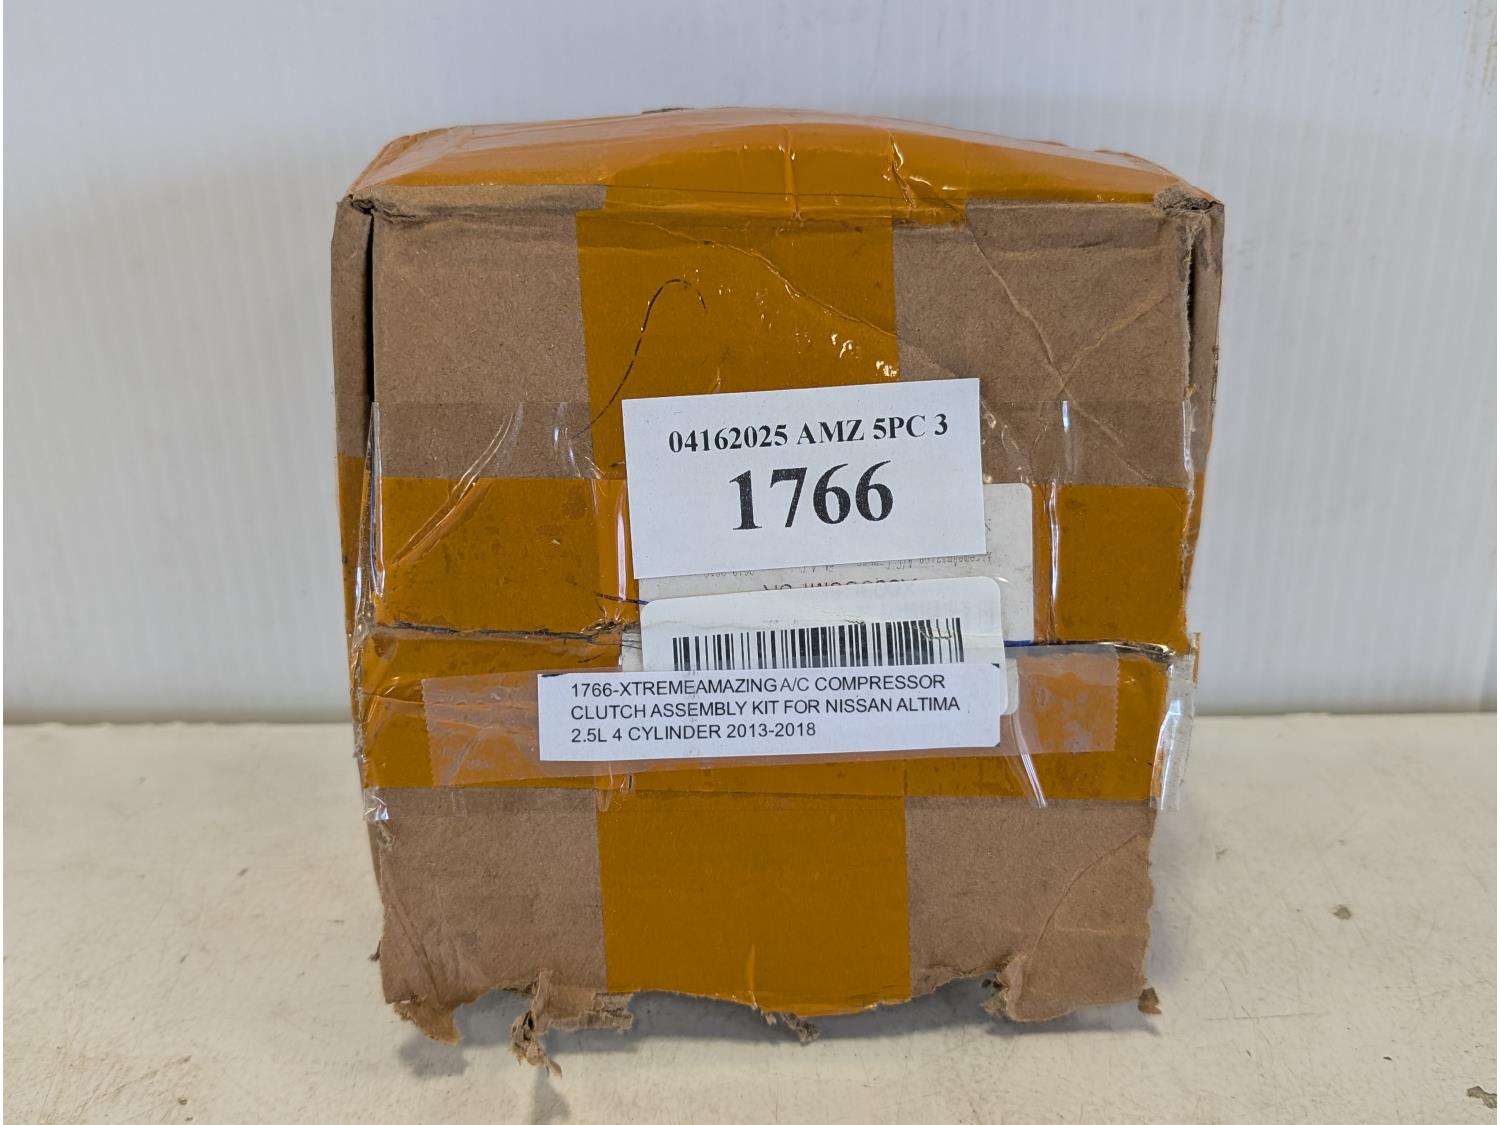 04162025 AMZ 5PC 3
1766
1766-XTREMEAMAZING A/C COMPRESSOR
CLUTCH ASSEMBLY KIT FOR NISSAN ALTIMA
2.5L 4 CYLINDER 2013-2018